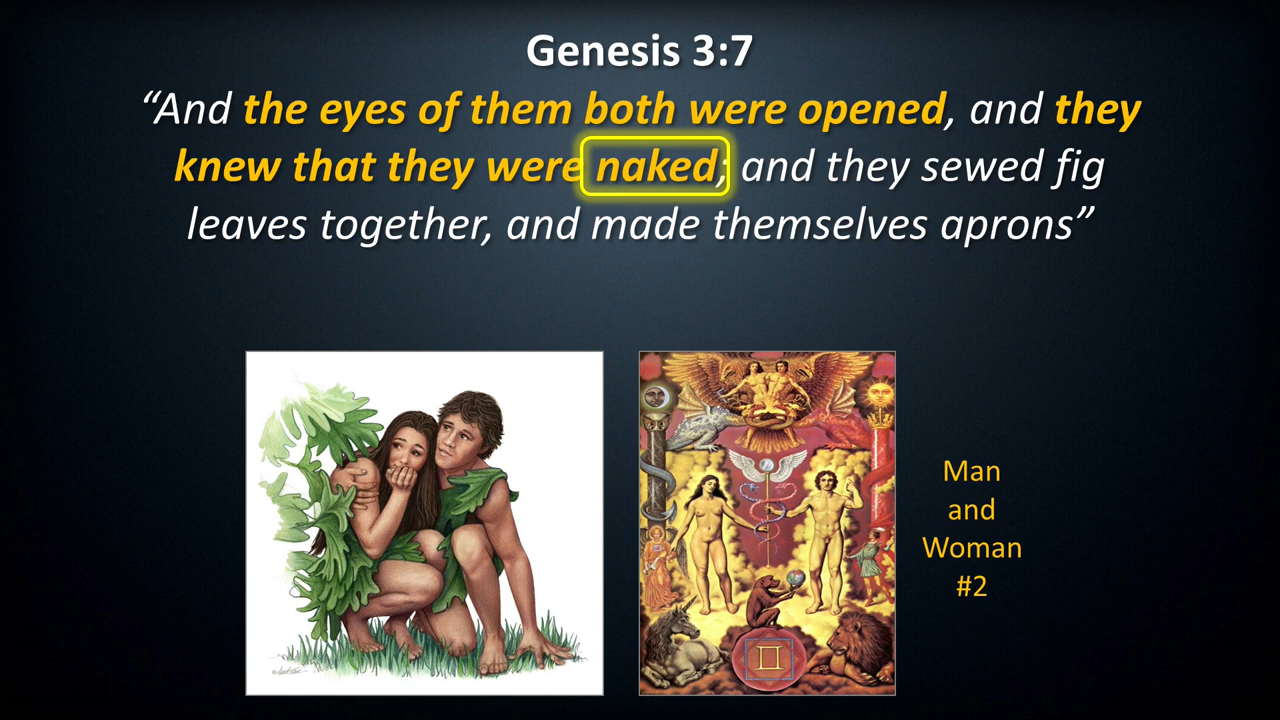 Genesis 3:7
“And the eyes of them both were opened, and they
knew that they were naked; and they sewed fig
leaves together, and made themselves aprons”
Man
and
Woman
#2